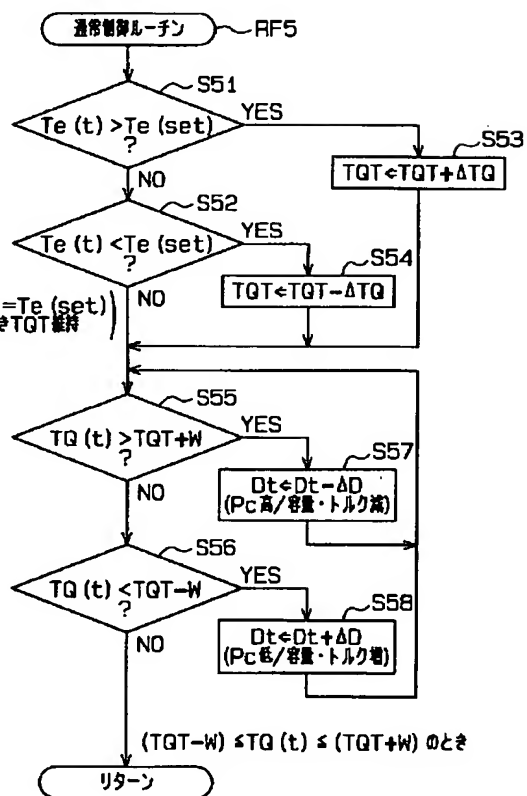 通常制御ルーチン
RF5
S51
Te(t)>Te(set)
?
YES
NO
S53
TQT←TQT+ΔTQ
S52
Te(t)<Te(set)
?
YES
NO
S54
TQT←TQT-ΔTQ
=Te(set)
きTQT維持
S55
TQ(t)>TQT+W
?
YES
NO
S57
Dt←Dt-ΔD
(Pc高/容量・トルク減)
S56
TQ(t)<TQT-W
?
YES
NO
S58
Dt←Dt+ΔD
(Pc低/容量・トルク増)
(TQT-W)≤TQ(t)≤(TQT+W)のとき
リターン